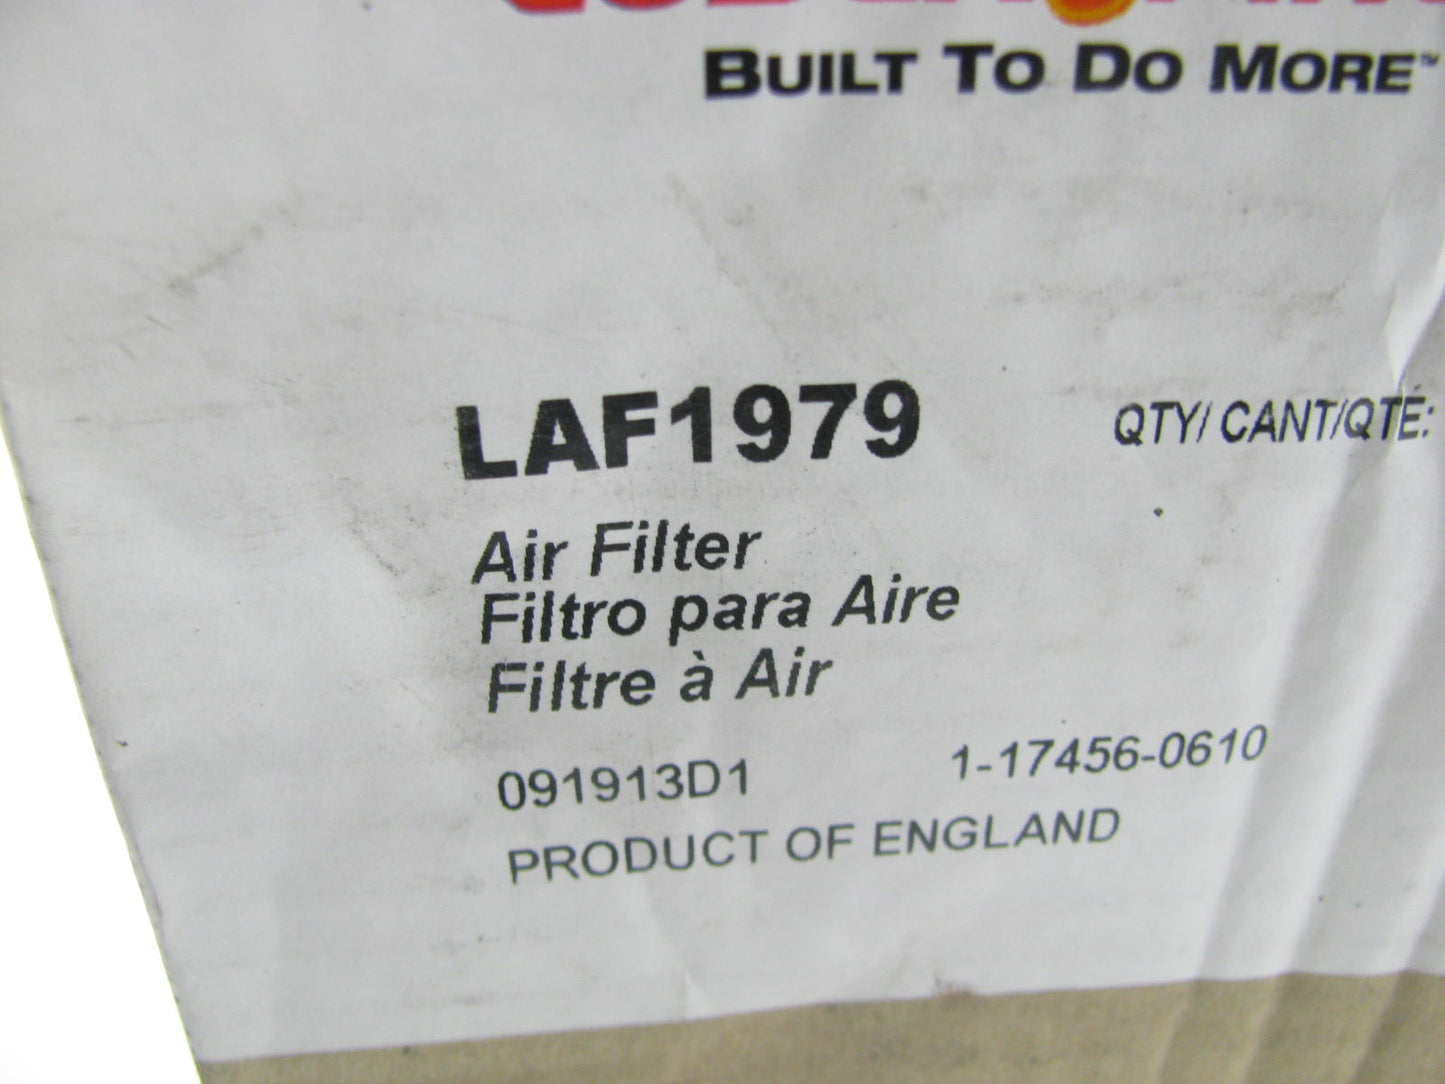 BUILT TO DO MORE™
LAF1979
QTY/ CANT/QTÉ:
Air Filter
Filtro para Aire
Filtre à Air
091913D1
1-17456-0610
PRODUCT OF ENGLAND